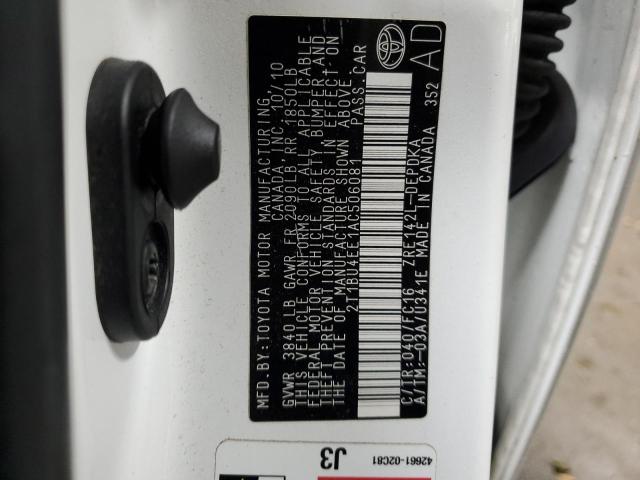 MFD.BY:TOYOTA MOTOR MANUFACTURING
CANADA, INC. 10/10
GVWR 3840 LB GAWR FR 2090LB RR 1850LB
THIS VEHICLE CONFORMS TO ALL APPLICABLE
FEDERAL MOTOR VEHICLE SAFETY, BUMPER, AND
THEFT PREVENTION STANDARDS IN EFFECT ON
THE DATE OF MANUFACTURE SHOWN ABOVE.
2T1BU4EE1AC506081 PASS.CAR
C/TR: 040/FC16 ZRE142L-DEPDKA
A/TM: -03A/U341E MADE IN CANADA 3S2
AD
J3
42661-02C81